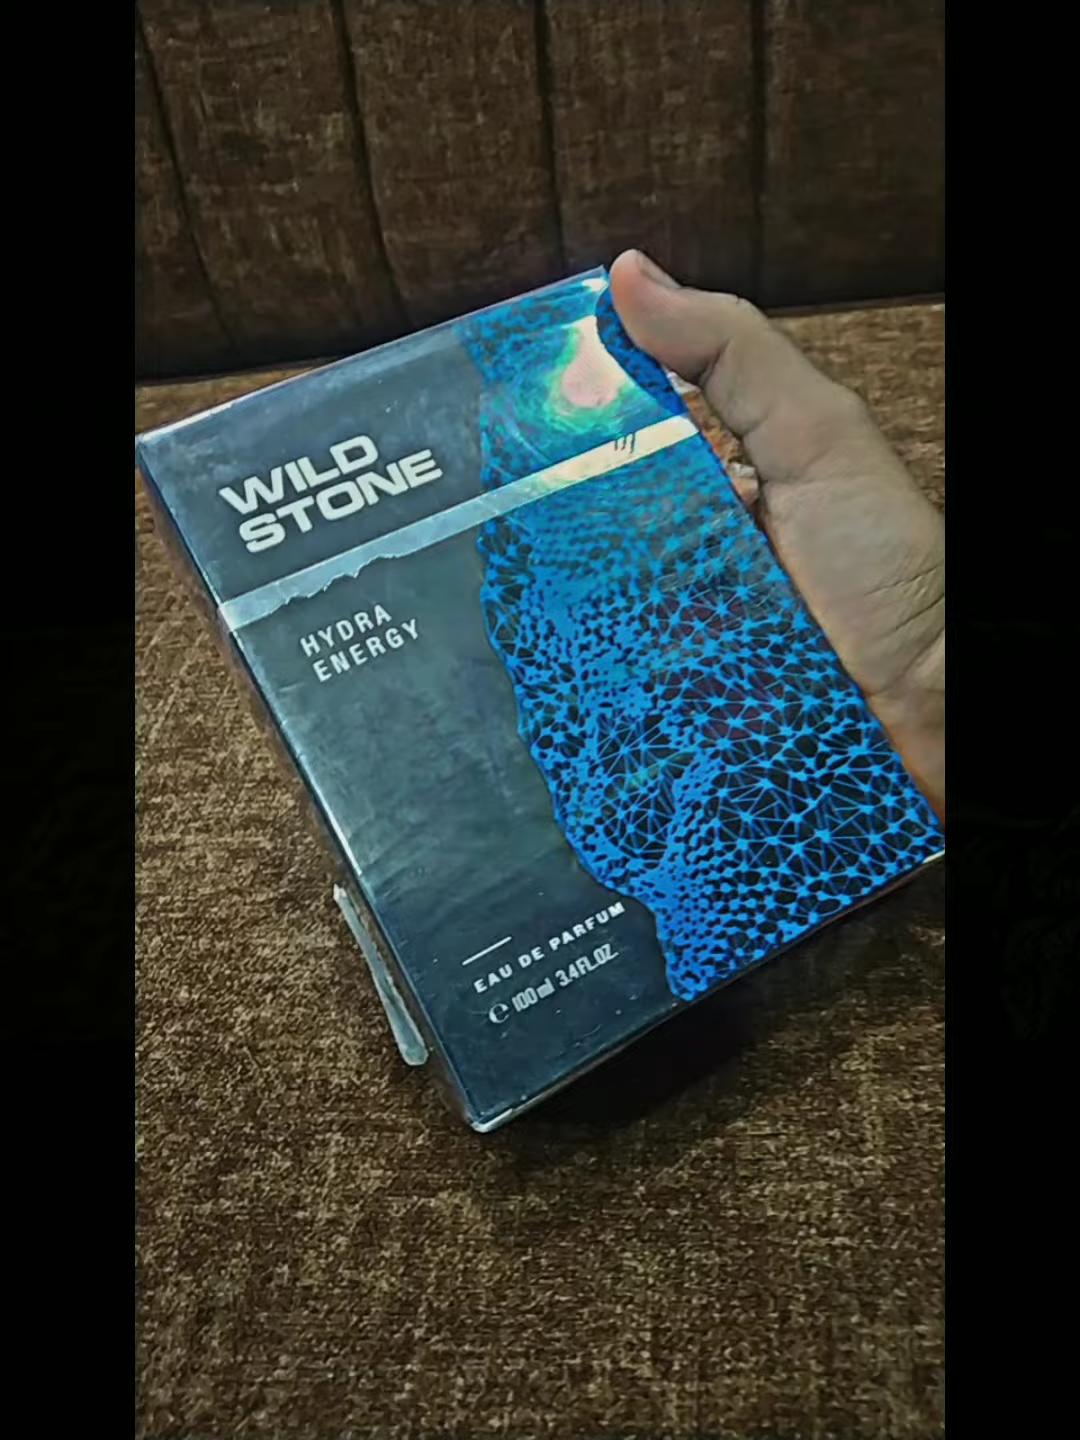 WILD
STONE
HYDRA
ENERGY
EAU DE PARFUM
℮ 100ml 3.4FL.OZ.